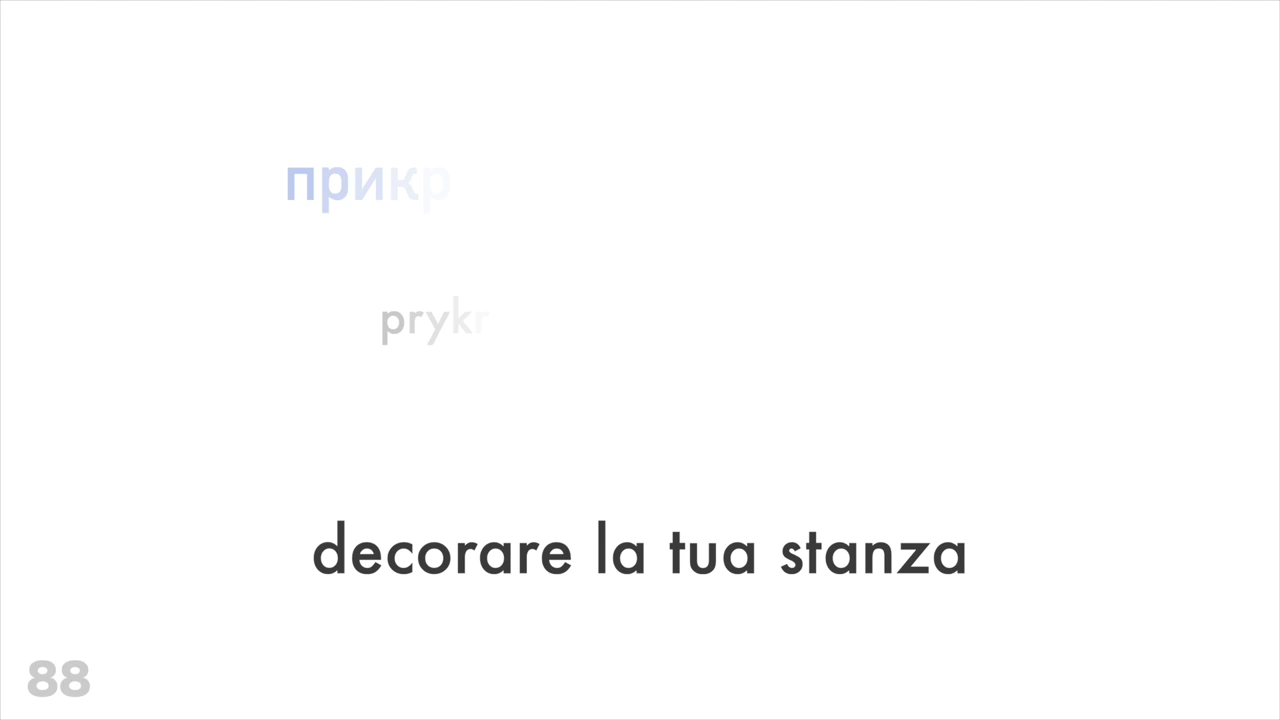 прикр
prykr
decorare la tua stanza
88